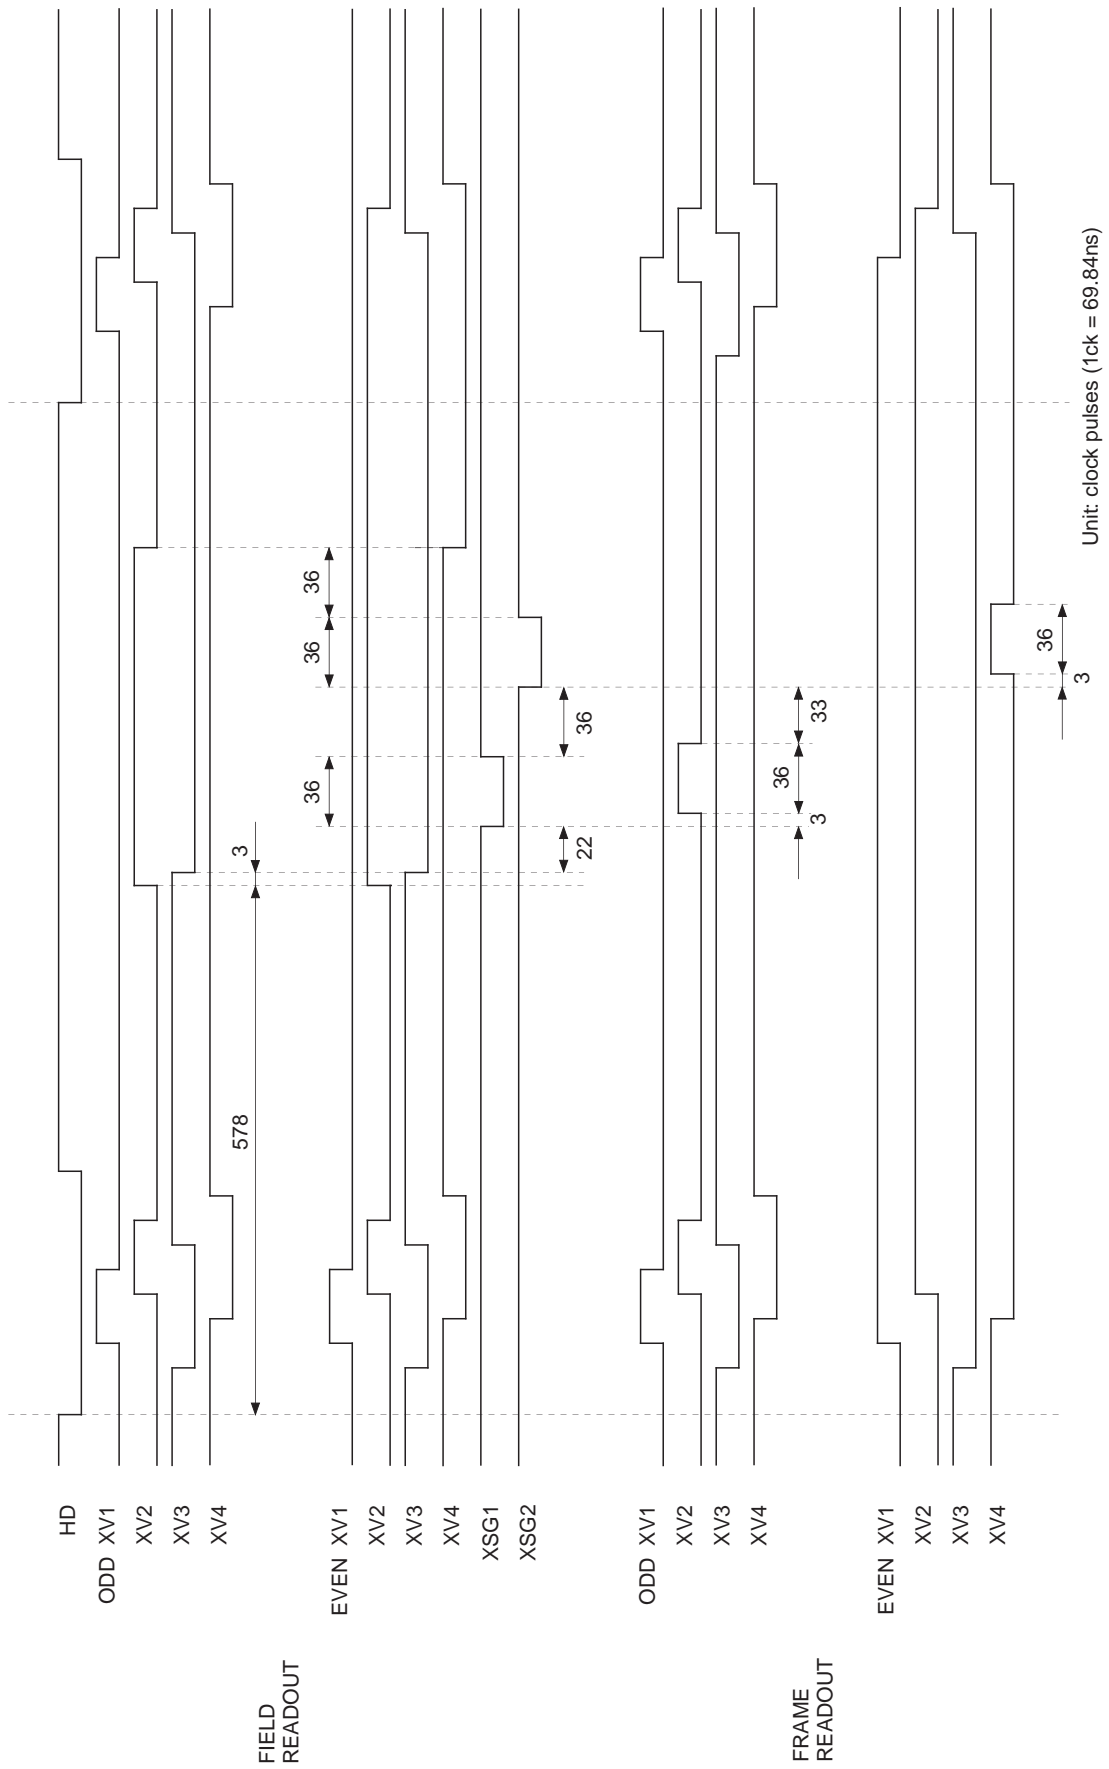 HD
ODD XV1
XV2
XV3
XV4
578
3
FIELD
READOUT
EVEN XV1
XV2
XV3
XV4
XSG1
XSG2
36
36
36
22
36
FRAME
READOUT
ODD XV1
XV2
XV3
XV4
3
36
33
EVEN XV1
XV2
XV3
XV4
3
36
Unit: clock pulses (1ck = 69.84ns)